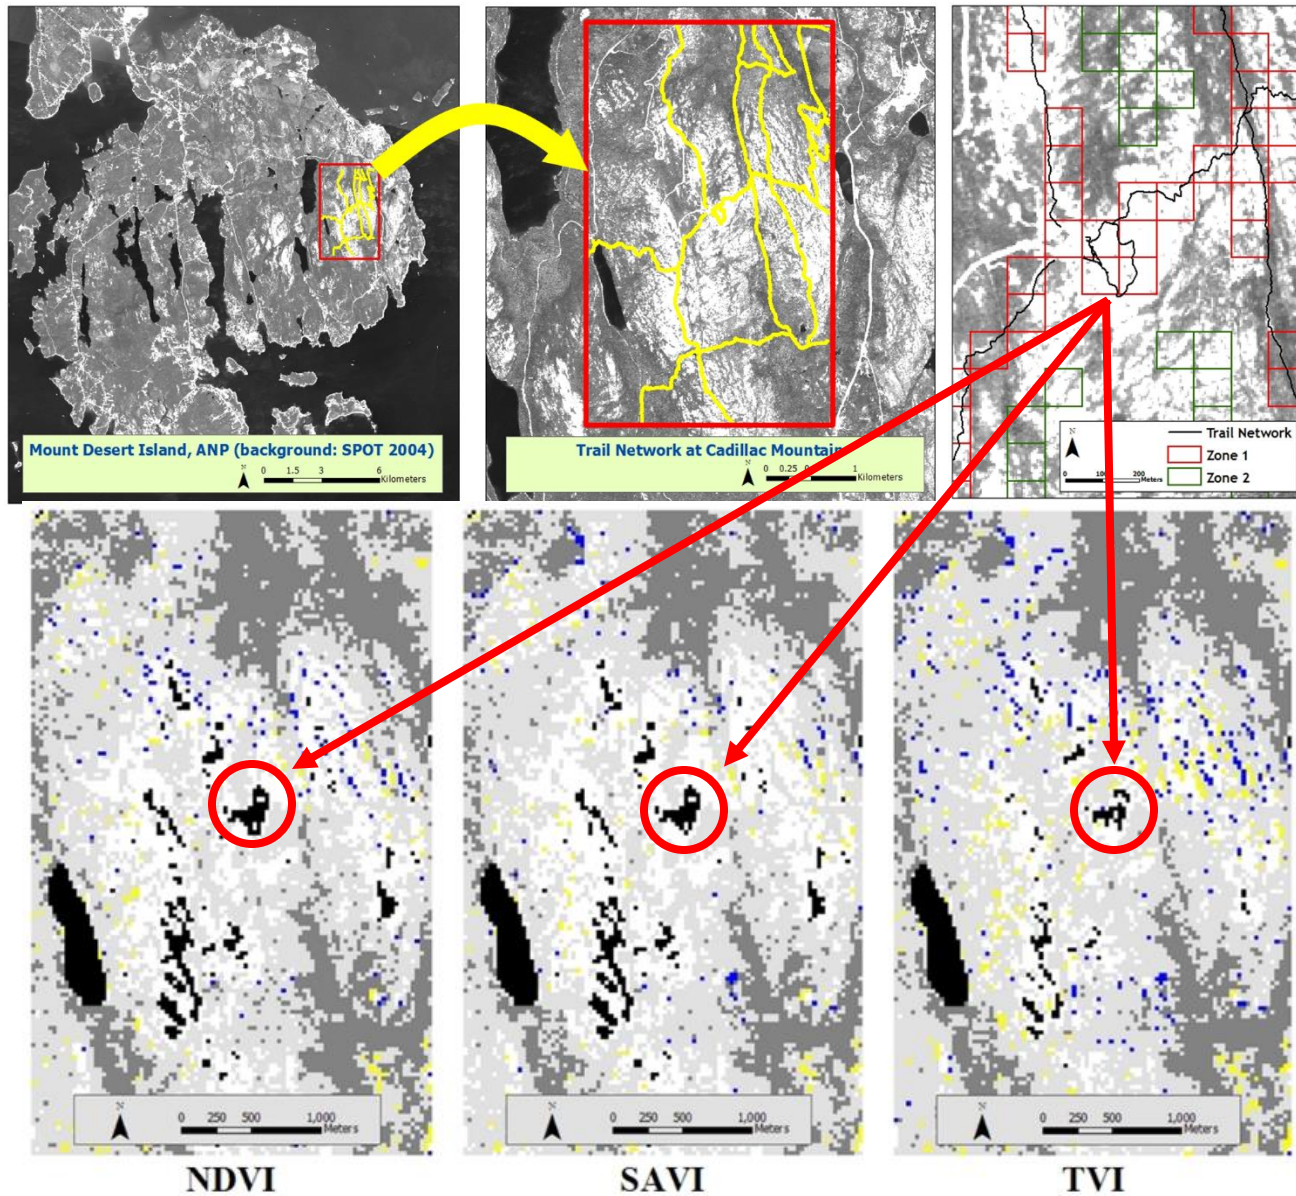 Mount Desert Island, ANP (background: SPOT 2004)
N
0 1.5 3 6
Kilometers
Trail Network at Cadillac Mountain
N
0 0.25 0.5 1
Kilometers
N
0 100 200
Meters
Trail Network
Zone 1
Zone 2
N
0 250 500 1,000
Meters
N
0 250 500 1,000
Meters
N
0 250 500 1,000
Meters
NDVI
SAVI
TVI